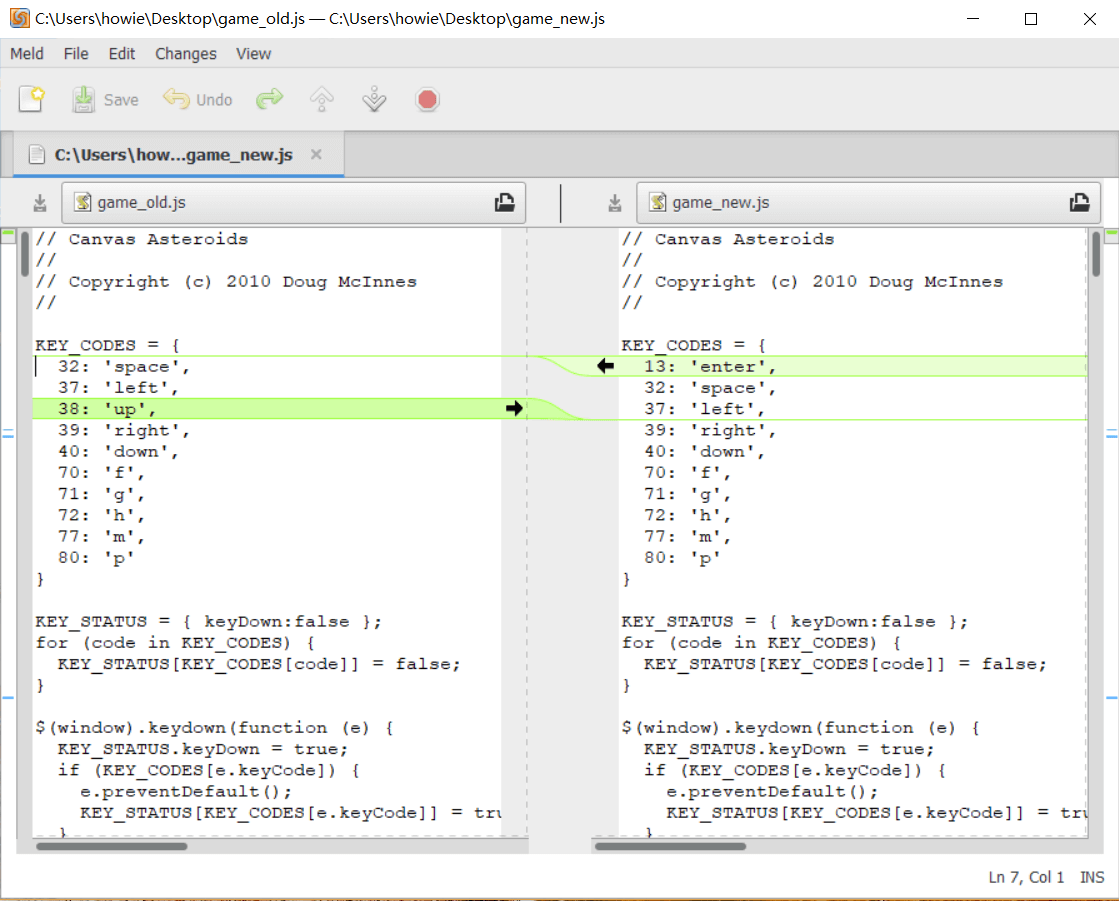 C:\Users\howie\Desktop\game_old.js — C:\Users\howie\Desktop\game_new.js
Meld File Edit Changes View
Save Undo
C:\Users\how...game_new.js
game_old.js
// Canvas Asteroids
//
// Copyright (c) 2010 Doug McInnes
//
KEY_CODES = {
  32: 'space',
  37: 'left',
  38: 'up',
  39: 'right',
  40: 'down',
  70: 'f',
  71: 'g',
  72: 'h',
  77: 'm',
  80: 'p'
}
KEY_STATUS = { keyDown:false };
for (code in KEY_CODES) {
  KEY_STATUS[KEY_CODES[code]] = false;
}
$(window).keydown(function (e) {
  KEY_STATUS.keyDown = true;
  if (KEY_CODES[e.keyCode]) {
    e.preventDefault();
    KEY_STATUS[KEY_CODES[e.keyCode]] = tru
  }
game_new.js
// Canvas Asteroids
//
// Copyright (c) 2010 Doug McInnes
//
KEY_CODES = {
  13: 'enter',
  32: 'space',
  37: 'left',
  39: 'right',
  40: 'down',
  70: 'f',
  71: 'g',
  72: 'h',
  77: 'm',
  80: 'p'
}
KEY_STATUS = { keyDown:false };
for (code in KEY_CODES) {
  KEY_STATUS[KEY_CODES[code]] = false;
}
$(window).keydown(function (e) {
  KEY_STATUS.keyDown = true;
  if (KEY_CODES[e.keyCode]) {
    e.preventDefault();
    KEY_STATUS[KEY_CODES[e.keyCode]] = tru
  }
Ln 7, Col 1 INS